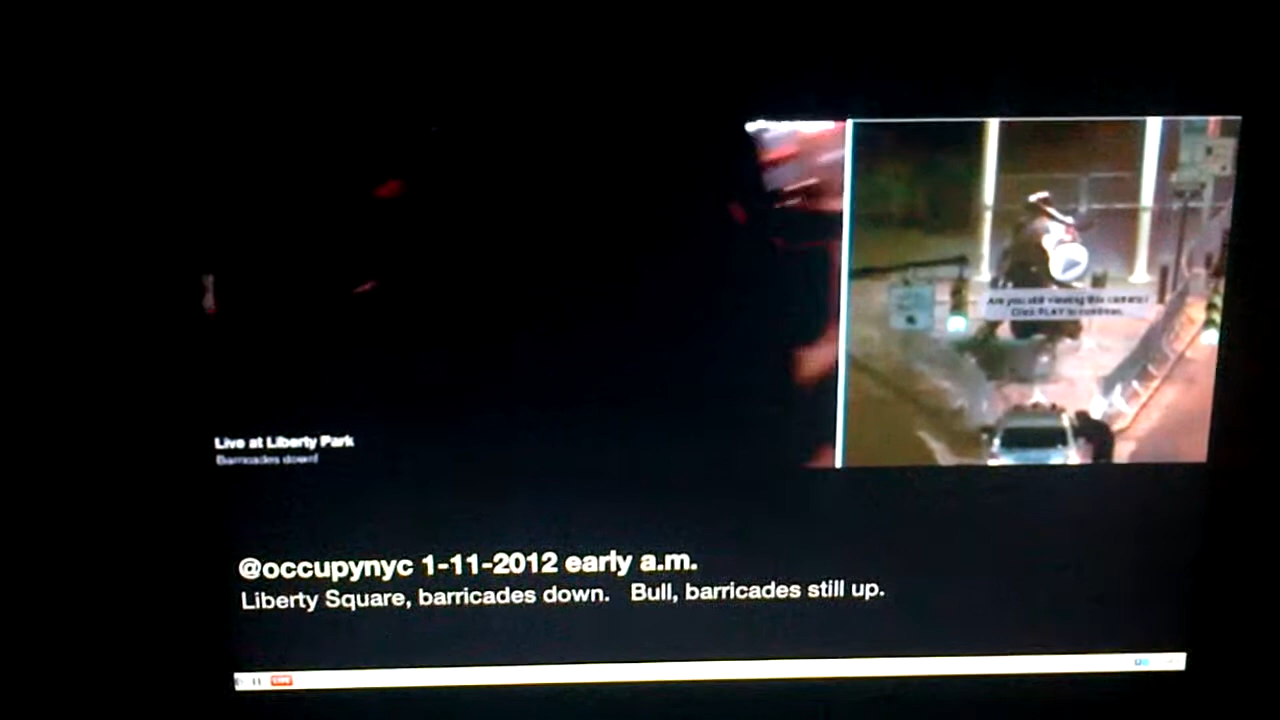 Are you still viewing this camera?
Click PLAY to continue.
Live at Liberty Park
Barricades down!
@occupynyc 1-11-2012 early a.m.
Liberty Square, barricades down. Bull, barricades still up.
LIVE